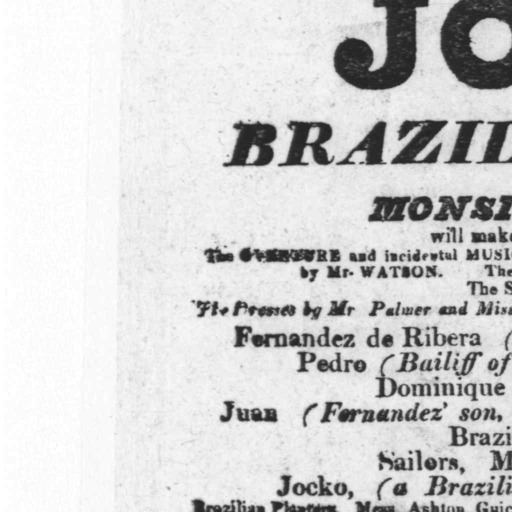 JO
BRAZIL
MONSI
will make
The OVERTURE and incidental MUSI
by Mr. WATSON. The
The S
The Dresses by Mr Palmer and Miss
Fernandez de Ribera (
Pedro (Bailiff of
Dominique
Juan (Fernandez' son,
Brazi
Sailors, M
Jocko, (a Brazili
Brazilian Planters, Mess. Ashton Guic